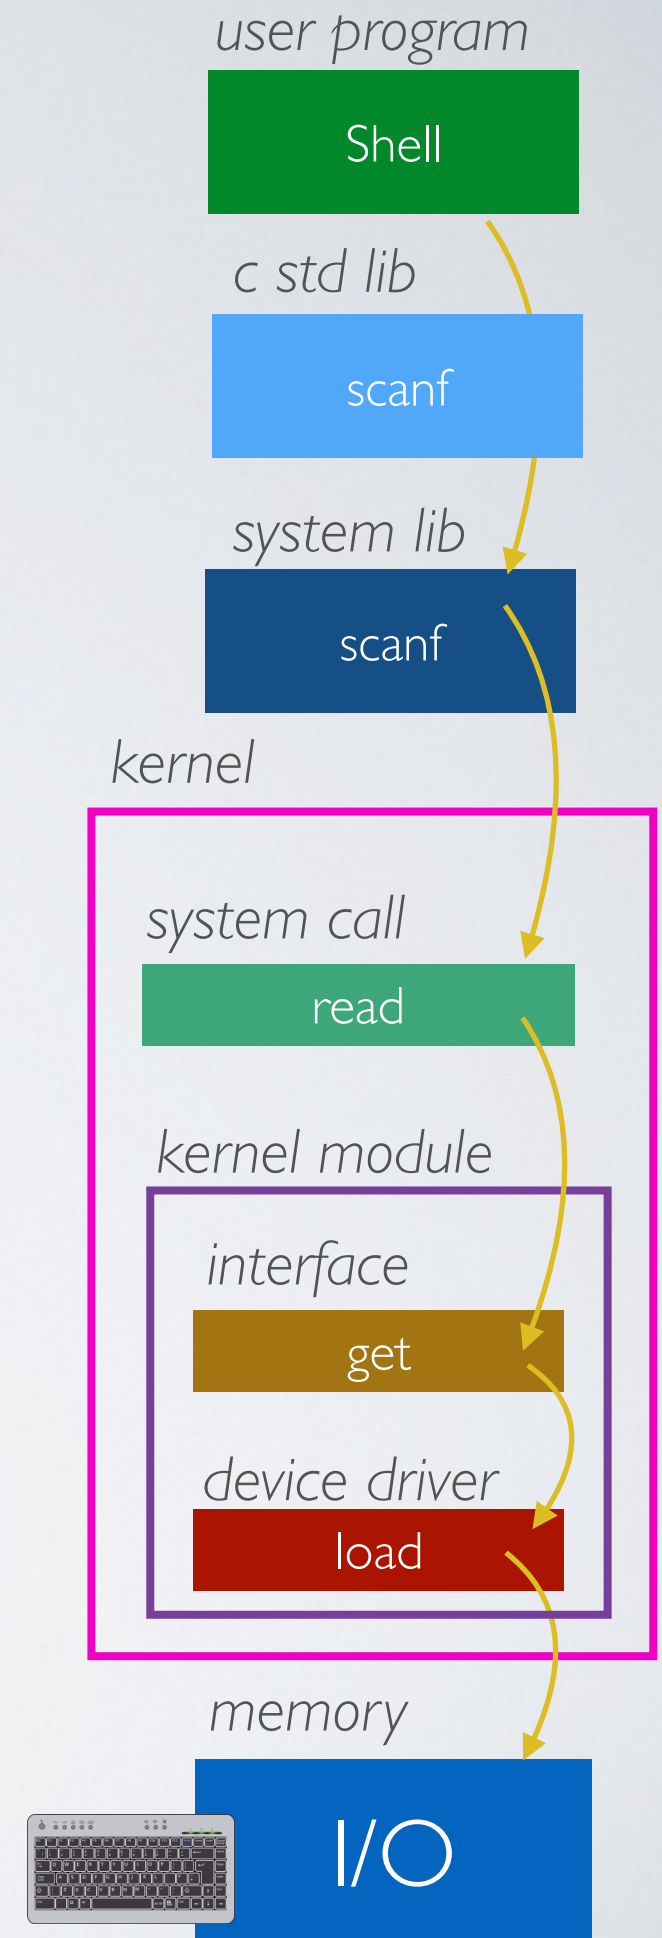 user program
Shell
c std lib
scanf
system lib
scanf
kernel
system call
read
kernel module
interface
get
device driver
load
memory
I/O